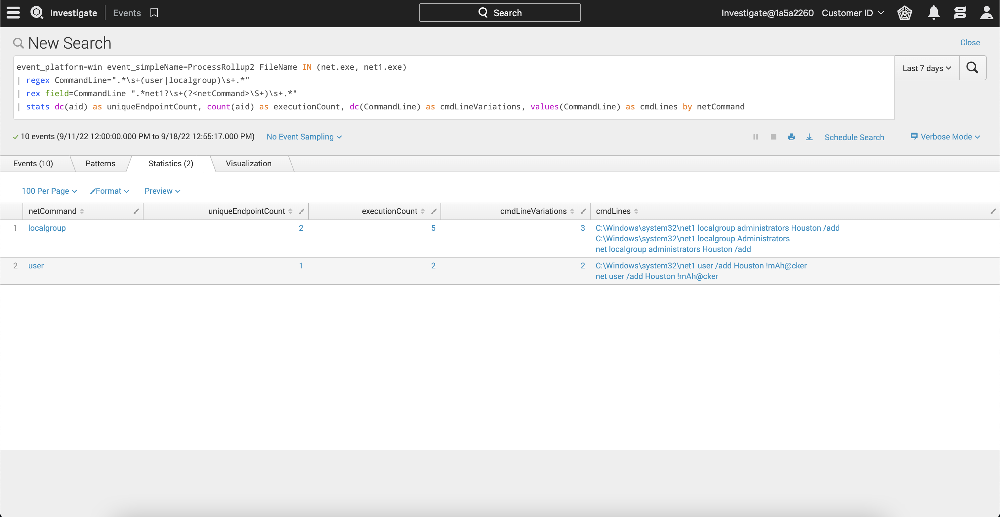 Investigate Events Search Investigate@1a5a2260 Customer ID
New Search Close
event_platform=win event_simpleName=ProcessRollup2 FileName IN (net.exe, net1.exe)
| regex CommandLine=".*\s+(user|localgroup)\s+.*"
| rex field=CommandLine ".*net1?\s+(?<netCommand>\S+)\s+.*"
| stats dc(aid) as uniqueEndpointCount, count(aid) as executionCount, dc(CommandLine) as cmdLineVariations, values(CommandLine) as cmdLines by netCommand
Last 7 days
10 events (9/11/22 12:00:00.000 PM to 9/18/22 12:55:17.000 PM) No Event Sampling Schedule Search Verbose Mode
Events (10) Patterns Statistics (2) Visualization
100 Per Page Format Preview
netCommand uniqueEndpointCount executionCount cmdLineVariations cmdLines
1 localgroup 2 5 3 C:\Windows\system32\net1 localgroup administrators Houston /add
C:\Windows\system32\net1 localgroup Administrators
net localgroup administrators Houston /add
2 user 1 2 2 C:\Windows\system32\net1 user /add Houston !mAh@cker
net user /add Houston !mAh@cker